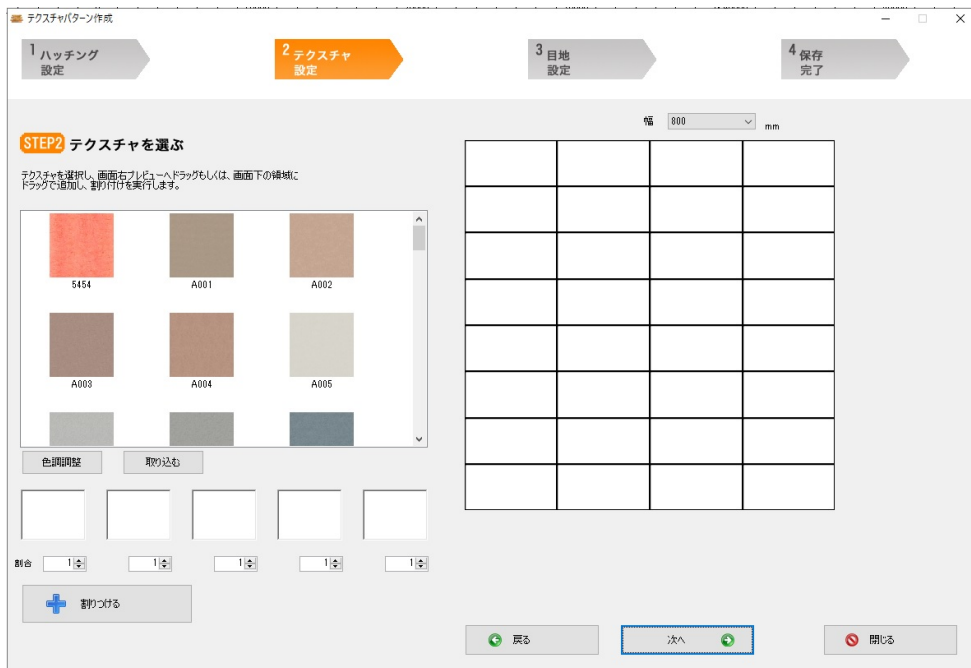 テクスチャパターン作成
1 ハッチング
設定
2 テクスチャ
設定
3 目地
設定
4 保存
完了
幅 800 mm
STEP2 テクスチャを選ぶ
テクスチャを選択し、画面右プレビューへドラッグもしくは、画面下の領域に
ドラッグで追加し、割り付けを実行します。
5454 A001 A002
A003 A004 A005
色調調整 取り込む
割合 1 1 1 1 1
割りつける
戻る 次へ 閉じる